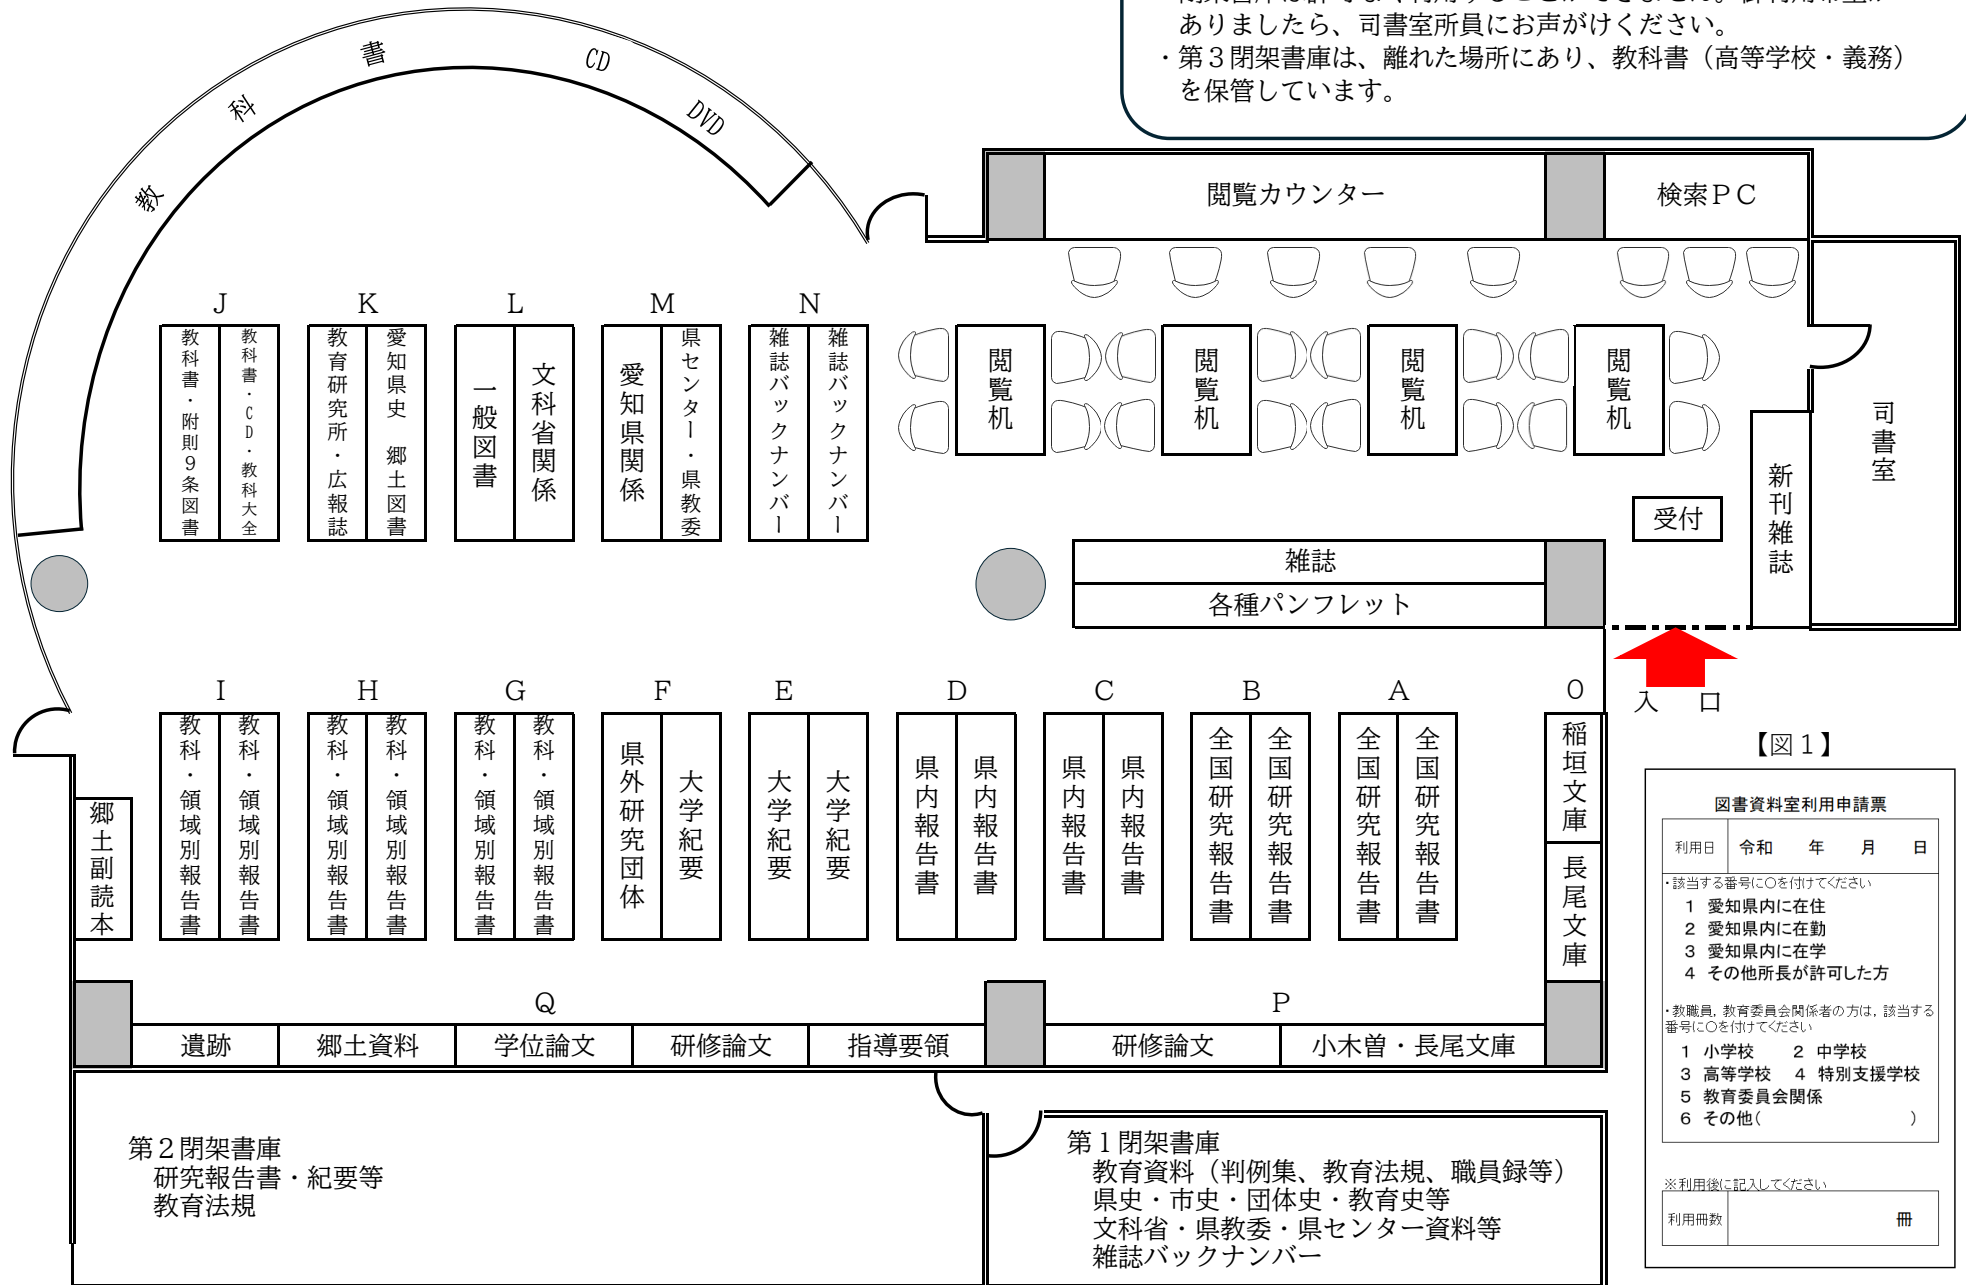 ありましたら、司書室所員にお声がけください。
・第３閉架書庫は、離れた場所にあり、教科書（高等学校・義務）
を保管しています。
教科書
CD
DVD
閲覧カウンター
検索ＰＣ
J
K
L
M
N
教科書・附則９条図書
教科書・CD・教科大全
教育研究所・広報誌
愛知県史　郷土図書
一般図書
文科省関係
愛知県関係
県センター・県教委
雑誌バックナンバー
雑誌バックナンバー
閲覧机
閲覧机
閲覧机
閲覧机
司書室
新刊雑誌
受付
雑誌
各種パンフレット
入　口
I
H
G
F
E
D
C
B
A
O
教科・領域別報告書
教科・領域別報告書
教科・領域別報告書
教科・領域別報告書
教科・領域別報告書
教科・領域別報告書
県外研究団体
大学紀要
大学紀要
大学紀要
県内報告書
県内報告書
県内報告書
県内報告書
全国研究報告書
全国研究報告書
全国研究報告書
全国研究報告書
稲垣文庫
長尾文庫
郷土副読本
Q
P
遺跡
郷土資料
学位論文
研修論文
指導要領
研修論文
小木曽・長尾文庫
第２閉架書庫
研究報告書・紀要等
教育法規
第１閉架書庫
教育資料（判例集、教育法規、職員録等）
県史・市史・団体史・教育史等
文科省・県教委・県センター資料等
雑誌バックナンバー
【図１】
図書資料室利用申請票
利用日　令和　年　月　日
・該当する番号に○を付けてください
1　愛知県内に在住
2　愛知県内に在勤
3　愛知県内に在学
4　その他所長が許可した方
・教職員，教育委員会関係者の方は，該当する
番号に○を付けてください
1　小学校　2　中学校
3　高等学校　4　特別支援学校
5　教育委員会関係
6　その他(　　　)
※利用後に記入してください
利用冊数　冊